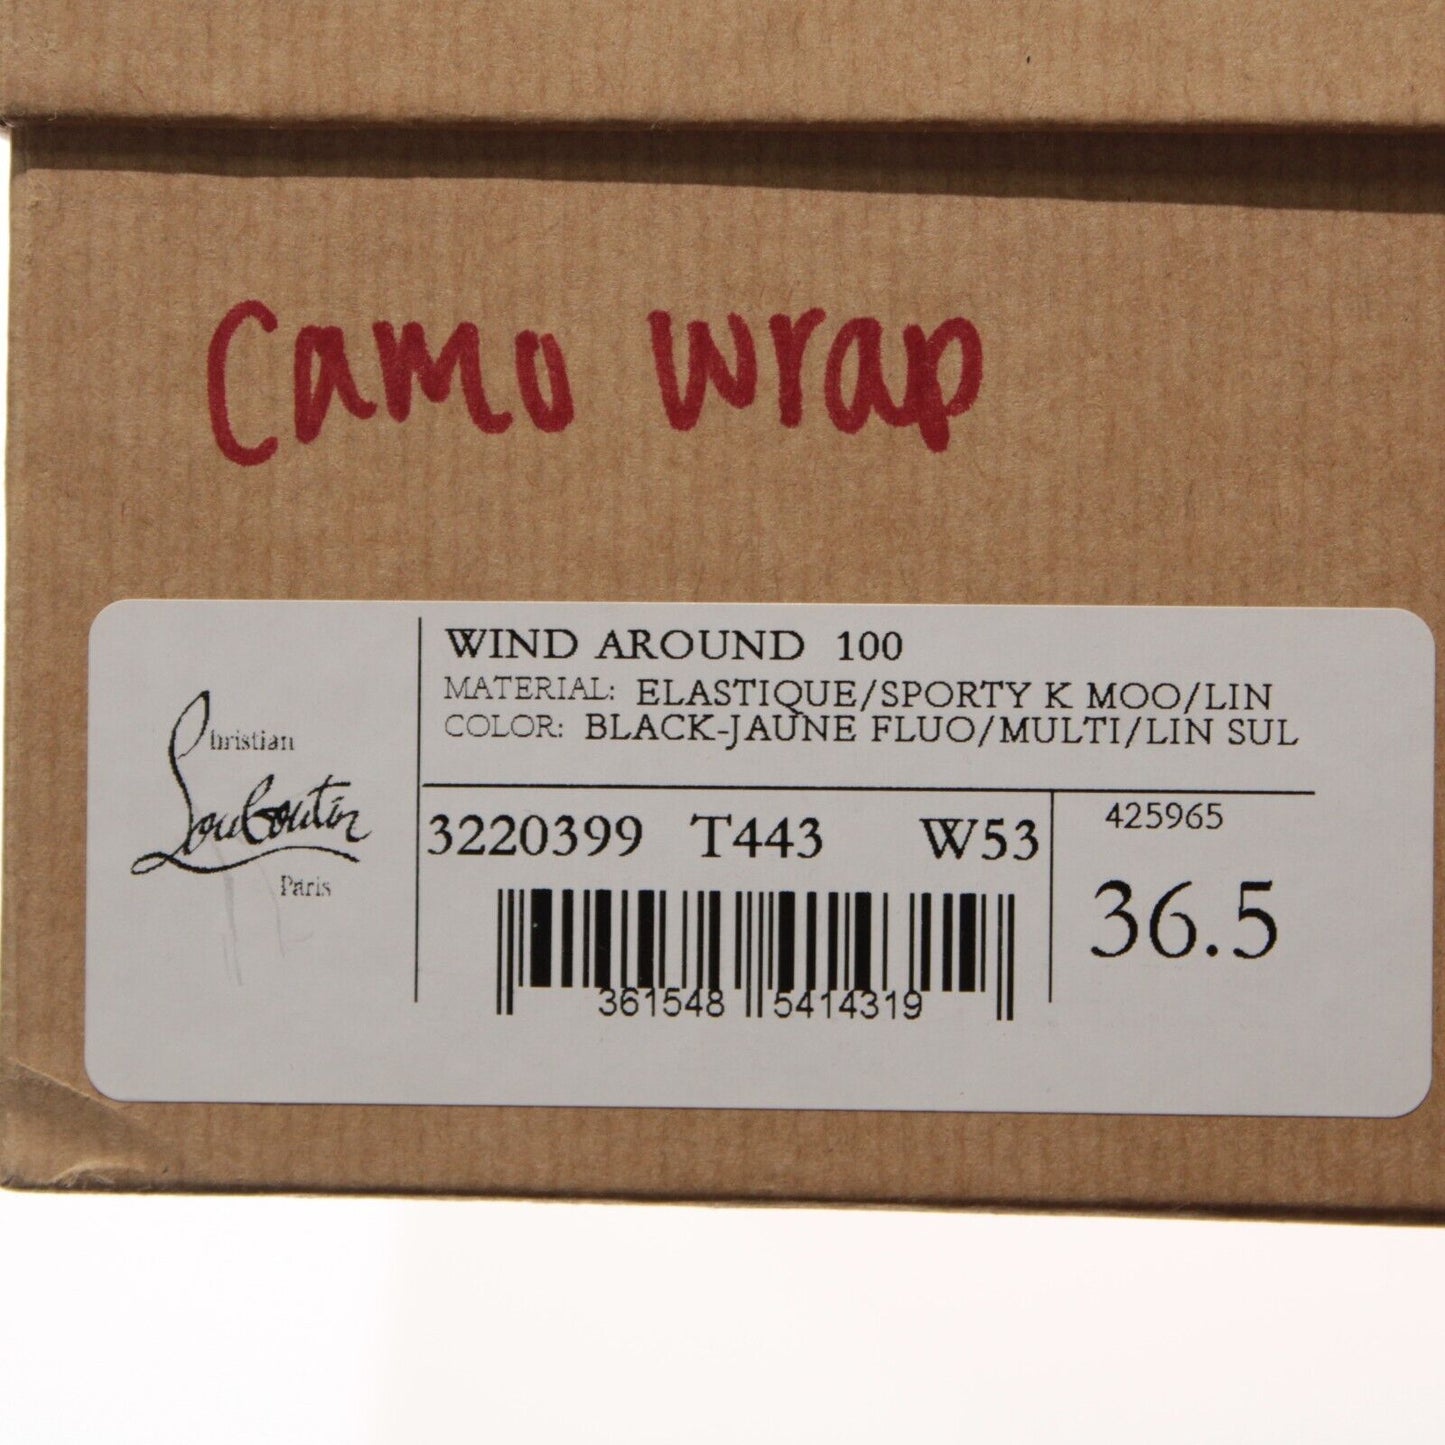 Camo wrap
Christian
Louboutin
Paris
WIND AROUND 100
MATERIAL: ELASTIQUE/SPORTY K MOO/LIN
COLOR: BLACK-JAUNE FLUO/MULTI/LIN SUL
3220399 T443 W53
425965
36.5
361548 5414319